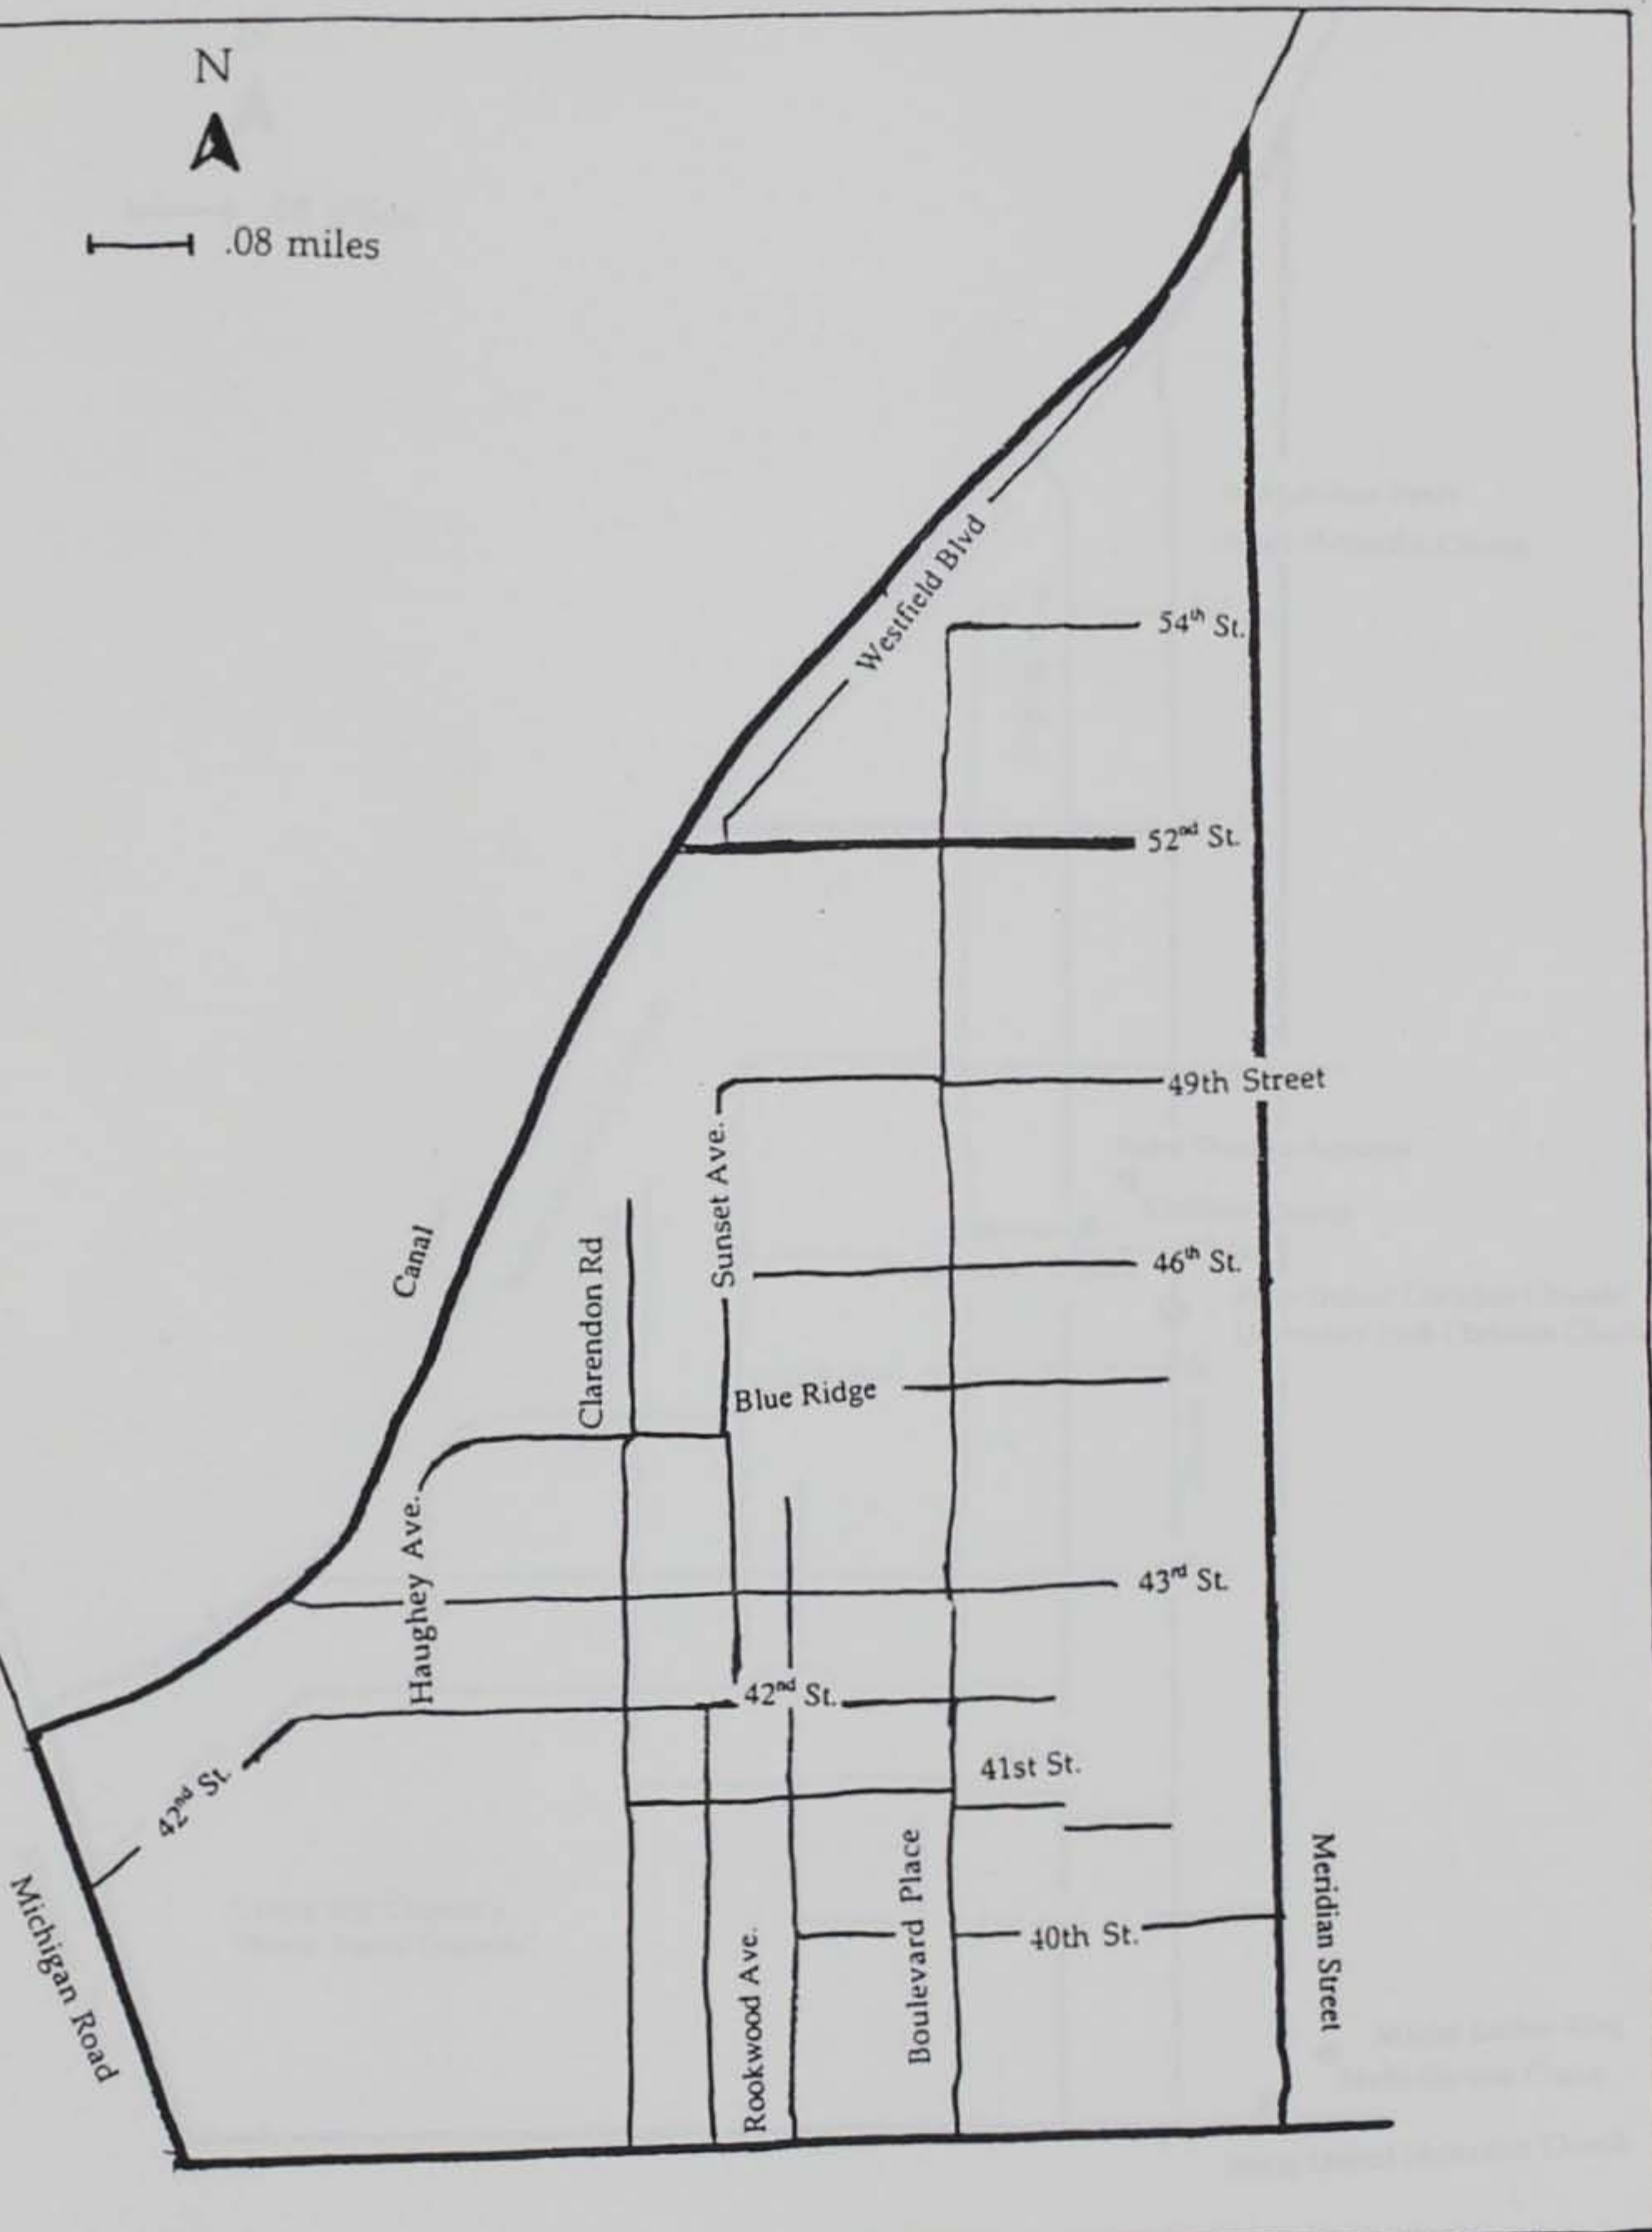 N
.08 miles
Westfield Blvd
54th St.
52nd St.
49th Street
Sunset Ave.
46th St.
Canal
Clarendon Rd
Blue Ridge
Haughey Ave.
43rd St.
42nd St.
41st St.
42nd St.
Boulevard Place
Meridian Street
Michigan Road
Rookwood Ave.
40th St.